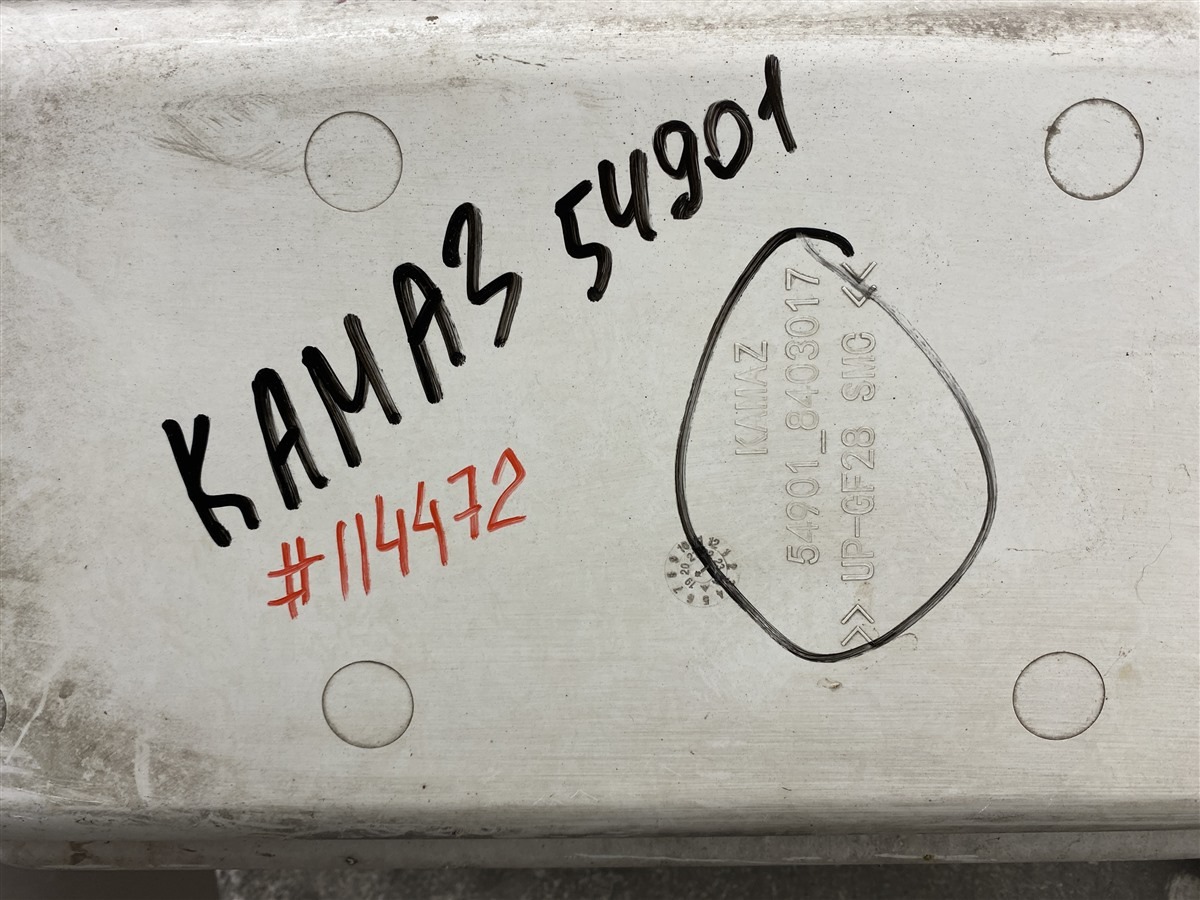 КАМАЗ 54901
#114472
KAMAZ
54901_8403017
>> UP-GF28 SMC <<